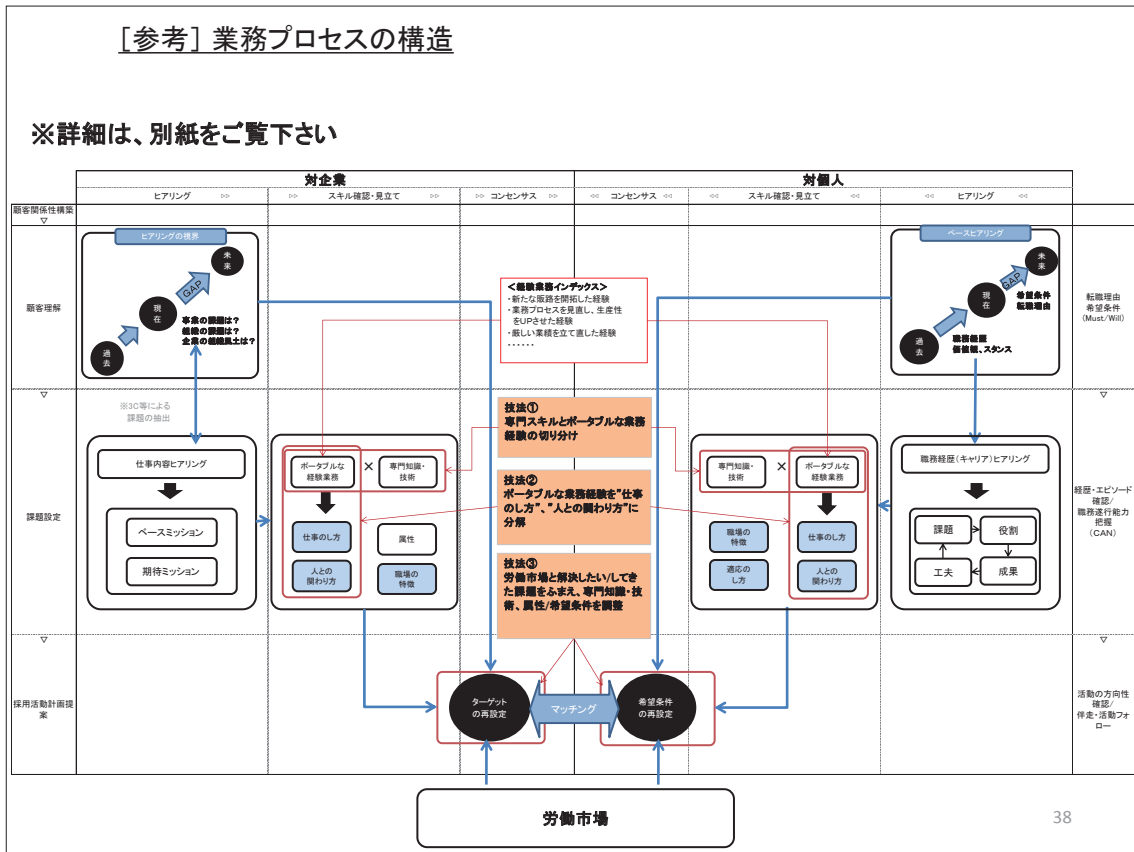 [参考] 業務プロセスの構造
※詳細は、別紙をご覧下さい
対企業
対個人
ヒアリング ▷▷
▷▷ スキル確認・見立て ▷▷
▷▷ コンセンサス ▷▷
◁◁ コンセンサス ◁◁
◁◁ スキル確認・見立て ◁◁
◁◁ ヒアリング ◁◁
顧客関係性構築
▽
顧客理解
▽
課題設定
▽
採用活動計画提
案
ヒアリングの視界
未
来
GAP
現
在
過
去
事業の課題は?
組織の課題は?
企業の組織風土は?
<経験業務インデックス>
・新たな販路を開拓した経験
・業務プロセスを見直し、生産性
をUPさせた経験
・厳しい業績を立て直した経験
・・・・・・
ベースヒアリング
未
来
GAP
現
在
過
去
希望条件
転職理由
職務経歴
価値観、スタンス
転職理由
希望条件
(Must/Will)
▽
※3C等による
課題の抽出
仕事内容ヒアリング
ベースミッション
期待ミッション
ポータブルな
経験業務
×
専門知識・
技術
仕事のし方
属性
人との
関わり方
職場の
特徴
技法①
専門スキルとポータブルな業務
経験の切り分け
技法②
ポータブルな業務経験を"仕事
のし方"、"人との関わり方"に
分解
技法③
労働市場と解決したい/してき
た課題をふまえ、専門知識・技
術、属性/希望条件を調整
専門知識・
技術
×
ポータブルな
経験業務
職場の
特徴
仕事のし方
適応の
し方
人との
関わり方
職務経歴(キャリア)ヒアリング
課題
役割
工夫
成果
経歴・エピソード
確認/
職務遂行能力
把握
(CAN)
▽
ターゲット
の再設定
マッチング
希望条件
の再設定
活動の方向性
確認/
伴走・活動フォ
ロー
労働市場
38